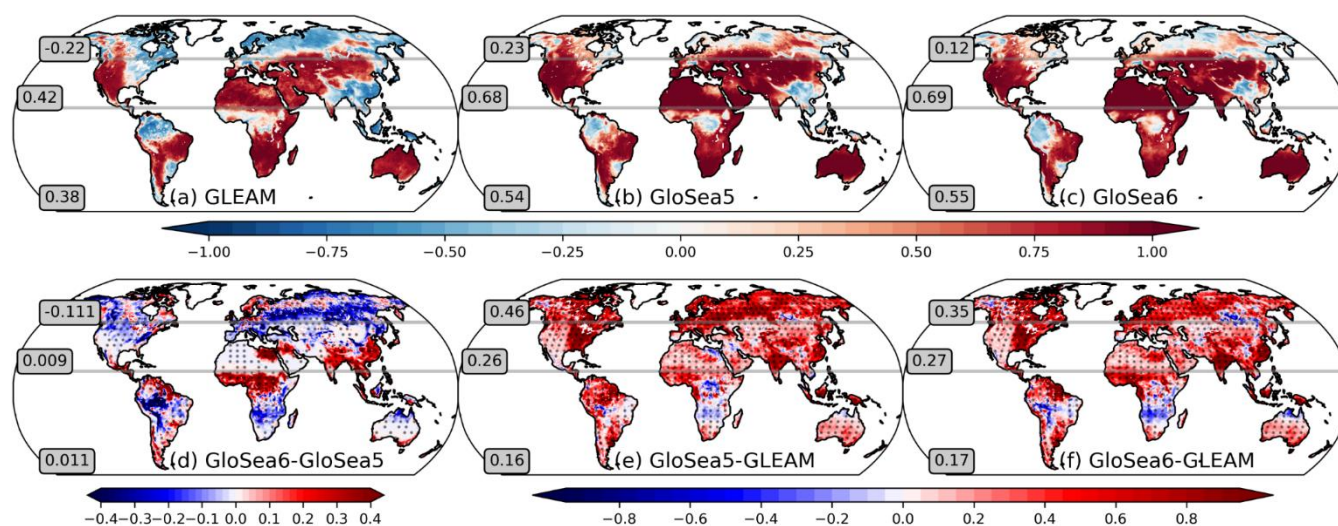 -0.22
0.42
0.38
(a) GLEAM
0.23
0.68
0.54
(b) GloSea5
0.12
0.69
0.55
(c) GloSea6
−1.00 −0.75 −0.50 −0.25 0.00 0.25 0.50 0.75 1.00
-0.111
0.009
0.011
(d) GloSea6-GloSea5
0.46
0.26
0.16
(e) GloSea5-GLEAM
0.35
0.27
0.17
(f) GloSea6-GLEAM
−0.4 −0.3 −0.2 −0.1 0.0 0.1 0.2 0.3 0.4
−0.8 −0.6 −0.4 −0.2 0.0 0.2 0.4 0.6 0.8